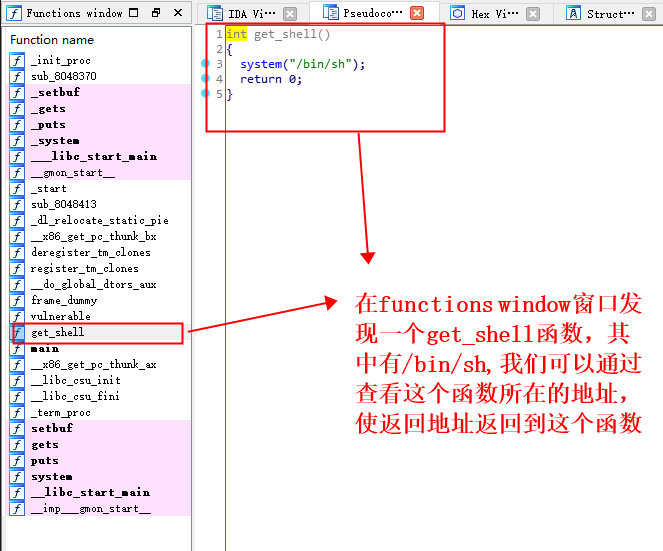 Functions window
IDA Vi···
Pseudoco···
Hex Vi···
Struct···
Function name
_init_proc
sub_8048370
_setbuf
_gets
_puts
_system
___libc_start_main
__gmon_start__
_start
sub_8048413
_dl_relocate_static_pie
__x86_get_pc_thunk_bx
deregister_tm_clones
register_tm_clones
__do_global_dtors_aux
frame_dummy
vulnerable
get_shell
main
__x86_get_pc_thunk_ax
__libc_csu_init
__libc_csu_fini
_term_proc
setbuf
gets
puts
system
__libc_start_main
__imp___gmon_start__
1 int get_shell()
2 {
3 system("/bin/sh");
4 return 0;
5 }
在functions window窗口发
现一个get_shell函数，其
中有/bin/sh,我们可以通过
查看这个函数所在的地址，
使返回地址返回到这个函数